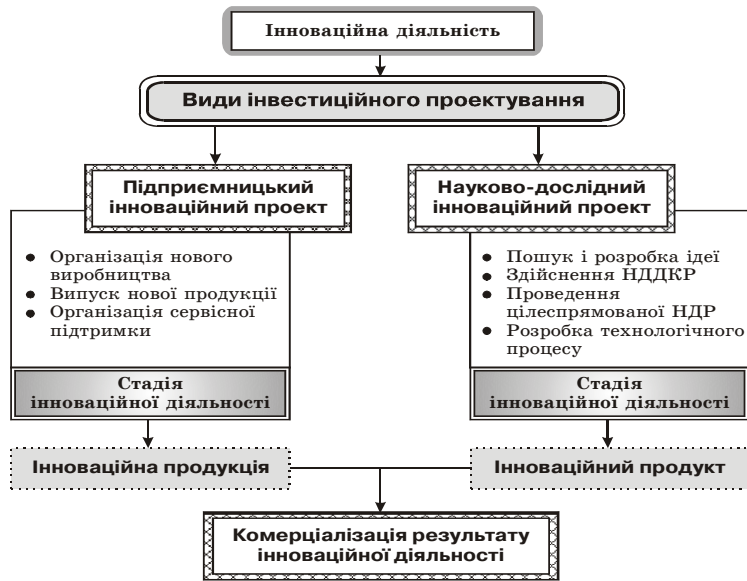 Інноваційна діяльність
Види інвестиційного проектування
Підприємницький
інноваційний проект
Науково-дослідний
інноваційний проект
● Організація нового
виробництва
● Випуск нової продукції
● Організація сервісної
підтримки
● Пошук і розробка ідеї
● Здійснення НДДКР
● Проведення
цілеспрямованої НДР
● Розробка технологічного
процесу
Стадія
інноваційної діяльності
Стадія
інноваційної діяльності
Інноваційна продукція
Інноваційний продукт
Комерціалізація результату
інноваційної діяльності